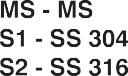 MS - MS
S1 - SS 304
S2 - SS 316